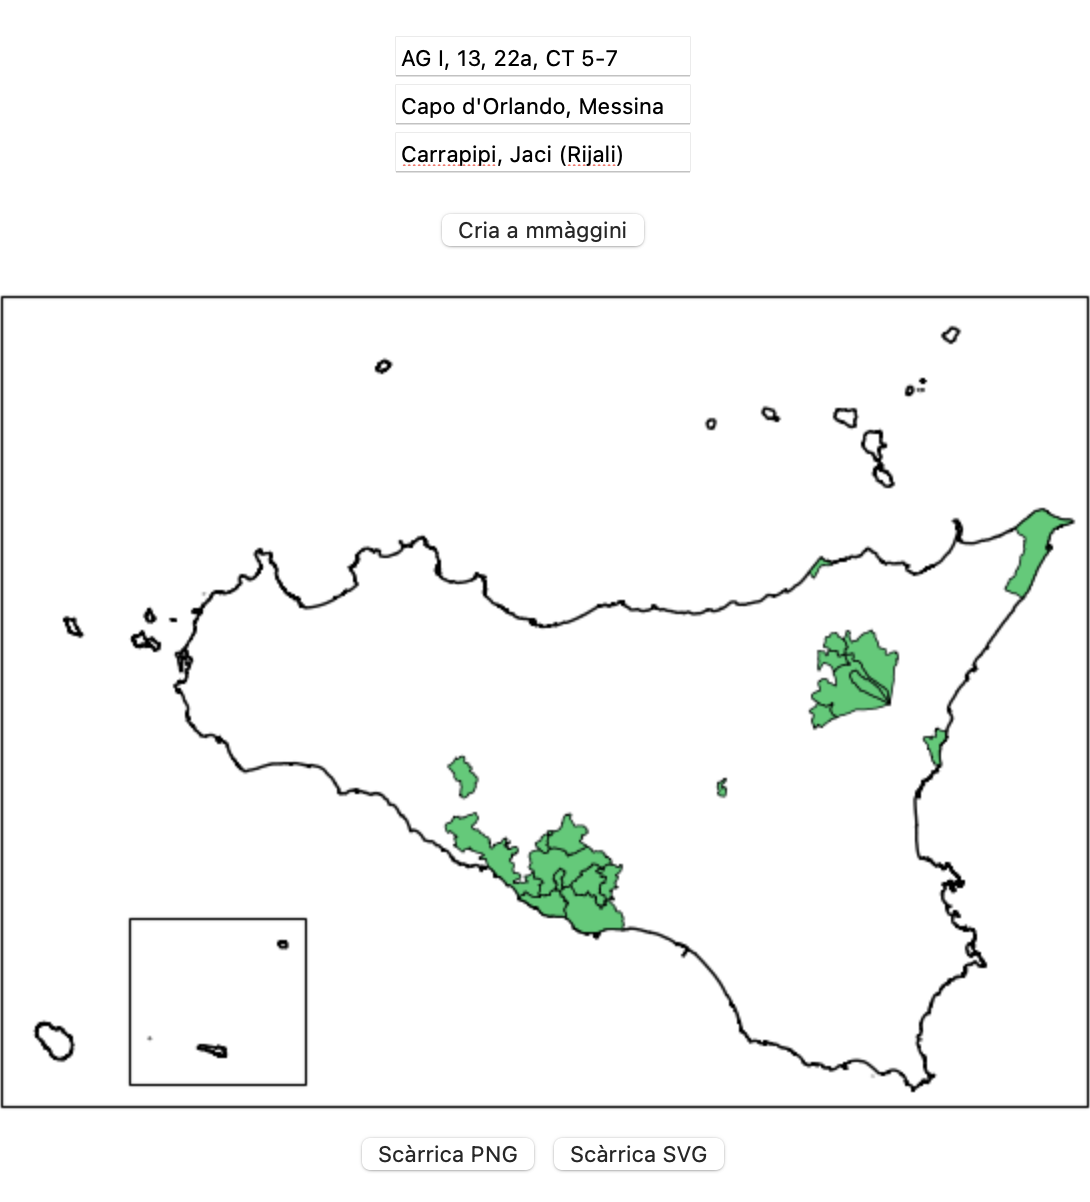 AG I, 13, 22a, CT 5-7
Capo d'Orlando, Messina
Carrapipi, Jaci (Rijali)
Cria a mmàggini
Scàrrica PNG
Scàrrica SVG